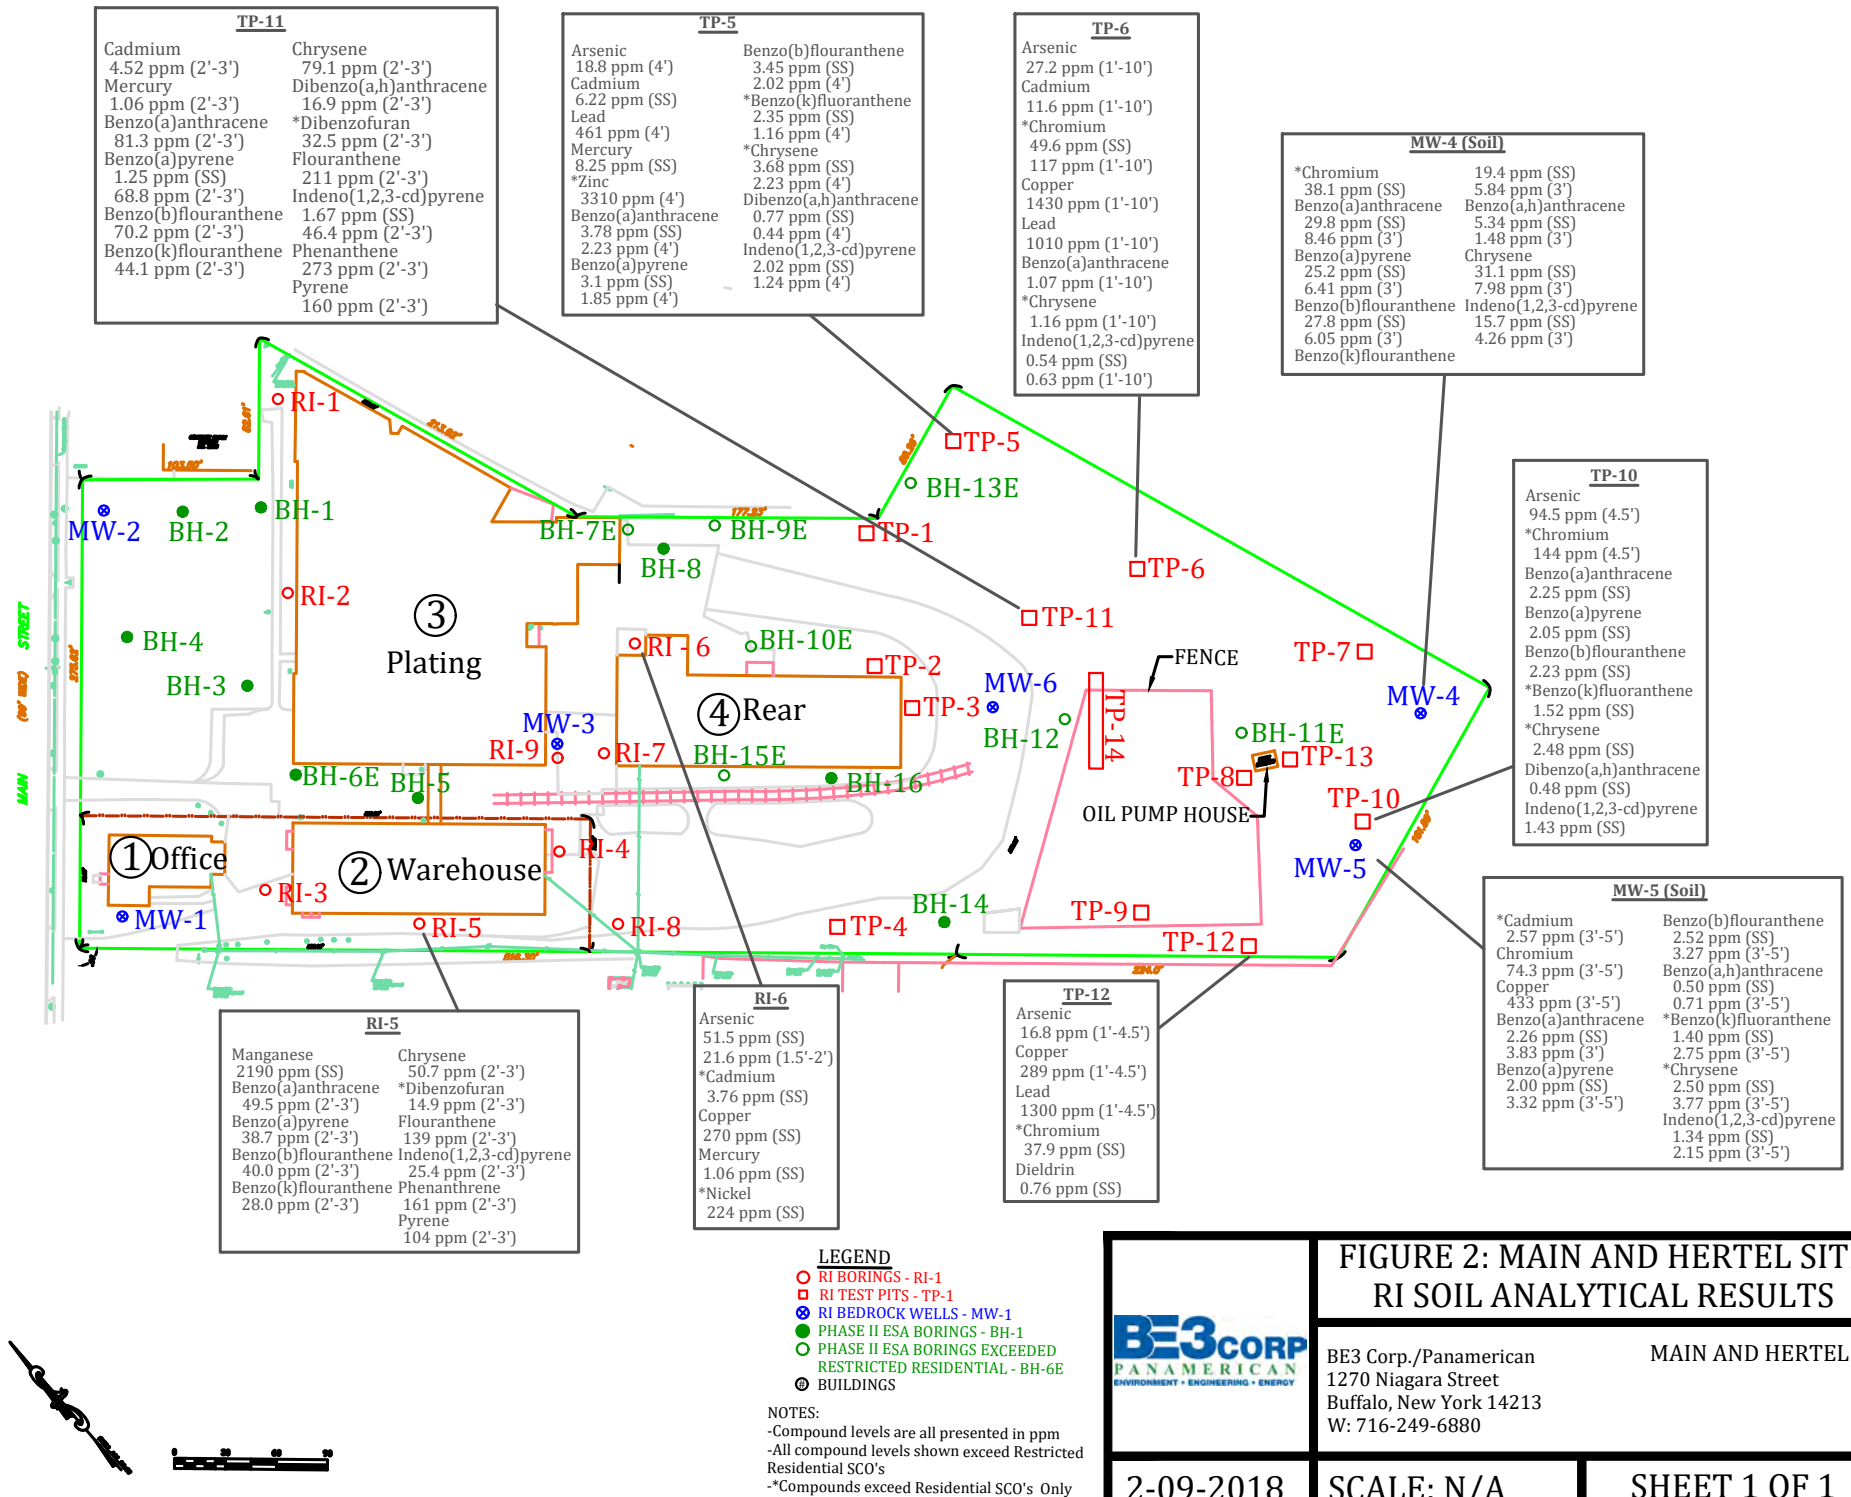 TP-11
Cadmium
4.52 ppm (2'-3')
Mercury
1.06 ppm (2'-3')
Benzo(a)anthracene
81.3 ppm (2'-3')
Benzo(a)pyrene
1.25 ppm (SS)
68.8 ppm (2'-3')
Benzo(b)flouranthene
70.2 ppm (2'-3')
Benzo(k)flouranthene
44.1 ppm (2'-3')
Chrysene
79.1 ppm (2'-3')
Dibenzo(a,h)anthracene
16.9 ppm (2'-3')
*Dibenzofuran
32.5 ppm (2'-3')
Flouranthene
211 ppm (2'-3')
Indeno(1,2,3-cd)pyrene
1.67 ppm (SS)
46.4 ppm (2'-3')
Phenanthene
273 ppm (2'-3')
Pyrene
160 ppm (2'-3')
TP-5
Arsenic
18.8 ppm (4')
Cadmium
6.22 ppm (SS)
Lead
461 ppm (4')
Mercury
8.25 ppm (SS)
*Zinc
3310 ppm (4')
Benzo(a)anthracene
3.78 ppm (SS)
2.23 ppm (4')
Benzo(a)pyrene
3.1 ppm (SS)
1.85 ppm (4')
Benzo(b)flouranthene
3.45 ppm (SS)
2.02 ppm (4')
*Benzo(k)fluoranthene
2.35 ppm (SS)
1.16 ppm (4')
*Chrysene
3.68 ppm (SS)
2.23 ppm (4')
Dibenzo(a,h)anthracene
0.77 ppm (SS)
0.44 ppm (4')
Indeno(1,2,3-cd)pyrene
2.02 ppm (SS)
1.24 ppm (4')
TP-6
Arsenic
27.2 ppm (1'-10')
Cadmium
11.6 ppm (1'-10')
*Chromium
49.6 ppm (SS)
117 ppm (1'-10')
Copper
1430 ppm (1'-10')
Lead
1010 ppm (1'-10')
Benzo(a)anthracene
1.07 ppm (1'-10')
*Chrysene
1.16 ppm (1'-10')
Indeno(1,2,3-cd)pyrene
0.54 ppm (SS)
0.63 ppm (1'-10')
MW-4 (Soil)
*Chromium
38.1 ppm (SS)
Benzo(a)anthracene
29.8 ppm (SS)
8.46 ppm (3')
Benzo(a)pyrene
25.2 ppm (SS)
6.41 ppm (3')
Benzo(b)flouranthene
27.8 ppm (SS)
6.05 ppm (3')
Benzo(k)flouranthene
19.4 ppm (SS)
5.84 ppm (3')
Benzo(a,h)anthracene
5.34 ppm (SS)
1.48 ppm (3')
Chrysene
31.1 ppm (SS)
7.98 ppm (3')
Indeno(1,2,3-cd)pyrene
15.7 ppm (SS)
4.26 ppm (3')
TP-10
Arsenic
94.5 ppm (4.5')
*Chromium
144 ppm (4.5')
Benzo(a)anthracene
2.25 ppm (SS)
Benzo(a)pyrene
2.05 ppm (SS)
Benzo(b)flouranthene
2.23 ppm (SS)
*Benzo(k)fluoranthene
1.52 ppm (SS)
*Chrysene
2.48 ppm (SS)
Dibenzo(a,h)anthracene
0.48 ppm (SS)
Indeno(1,2,3-cd)pyrene
1.43 ppm (SS)
MW-5 (Soil)
*Cadmium
2.57 ppm (3'-5')
Chromium
74.3 ppm (3'-5')
Copper
433 ppm (3'-5')
Benzo(a)anthracene
2.26 ppm (SS)
3.83 ppm (3')
Benzo(a)pyrene
2.00 ppm (SS)
3.32 ppm (3'-5')
Benzo(b)flouranthene
2.52 ppm (SS)
3.27 ppm (3'-5')
Benzo(a,h)anthracene
0.50 ppm (SS)
0.71 ppm (3'-5')
*Benzo(k)fluoranthene
1.40 ppm (SS)
2.75 ppm (3'-5')
*Chrysene
2.50 ppm (SS)
3.77 ppm (3'-5')
Indeno(1,2,3-cd)pyrene
1.34 ppm (SS)
2.15 ppm (3'-5')
RI-1
TP-5
BH-13E
MW-2
BH-2
BH-1
BH-7E
BH-9E
TP-1
BH-8
TP-6
RI-2
TP-11
BH-4
3
Plating
RI - 6
BH-10E
TP-2
FENCE
TP-7
BH-3
MW-6
MW-4
4 Rear
TP-3
MW-3
BH-12
TP-14
BH-11E
RI-9
RI-7
BH-15E
TP-13
BH-6E
BH-5
BH-16
TP-8
OIL PUMP HOUSE
TP-10
1 Office
2 Warehouse
RI-4
MW-5
RI-3
MW-1
RI-5
RI-8
TP-4
BH-14
TP-9
TP-12
MAIN STREET
177.23'
224.0'
RI-5
Manganese
2190 ppm (SS)
Benzo(a)anthracene
49.5 ppm (2'-3')
Benzo(a)pyrene
38.7 ppm (2'-3')
Benzo(b)flouranthene
40.0 ppm (2'-3')
Benzo(k)flouranthene
28.0 ppm (2'-3')
Chrysene
50.7 ppm (2'-3')
*Dibenzofuran
14.9 ppm (2'-3')
Flouranthene
139 ppm (2'-3')
Indeno(1,2,3-cd)pyrene
25.4 ppm (2'-3')
Phenanthrene
161 ppm (2'-3')
Pyrene
104 ppm (2'-3')
RI-6
Arsenic
51.5 ppm (SS)
21.6 ppm (1.5'-2')
*Cadmium
3.76 ppm (SS)
Copper
270 ppm (SS)
Mercury
1.06 ppm (SS)
*Nickel
224 ppm (SS)
TP-12
Arsenic
16.8 ppm (1'-4.5')
Copper
289 ppm (1'-4.5')
Lead
1300 ppm (1'-4.5')
*Chromium
37.9 ppm (SS)
Dieldrin
0.76 ppm (SS)
LEGEND
RI BORINGS - RI-1
RI TEST PITS - TP-1
RI BEDROCK WELLS - MW-1
PHASE II ESA BORINGS - BH-1
PHASE II ESA BORINGS EXCEEDED
RESTRICTED RESIDENTIAL - BH-6E
# BUILDINGS
NOTES:
-Compound levels are all presented in ppm
-All compound levels shown exceed Restricted
Residential SCO's
-*Compounds exceed Residential SCO's Only
FIGURE 2: MAIN AND HERTEL SIT
RI SOIL ANALYTICAL RESULTS
BE3CORP
PANAMERICAN
ENVIRONMENT • ENGINEERING • ENERGY
BE3 Corp./Panamerican
1270 Niagara Street
Buffalo, New York 14213
W: 716-249-6880
MAIN AND HERTEL
2-09-2018
SCALE: N/A
SHEET 1 OF 1